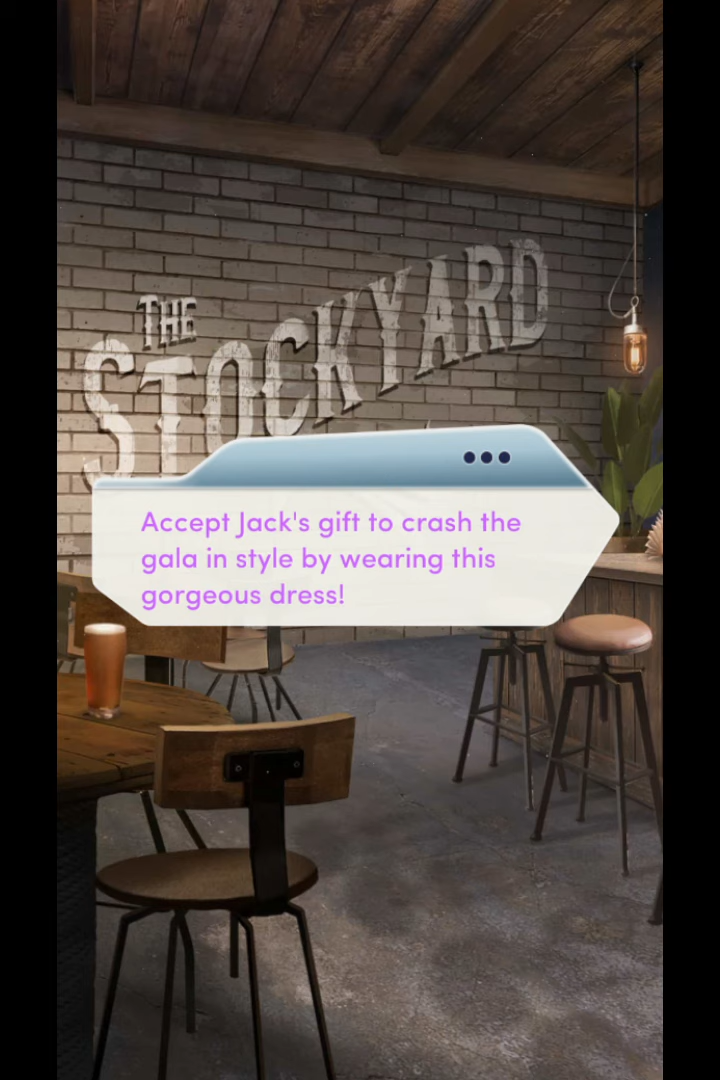 THE
STOCKYARD
Accept Jack's gift to crash the
gala in style by wearing this
gorgeous dress!